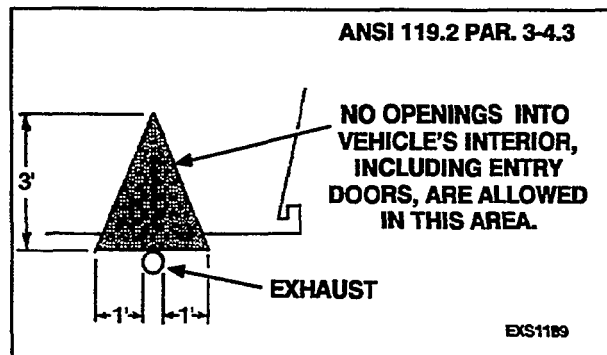 ANSI 119.2 PAR. 3-4.3
NO OPENINGS INTO
VEHICLE'S INTERIOR,
INCLUDING ENTRY
DOORS, ARE ALLOWED
IN THIS AREA.
3'
EXHAUST
1' 1'
EXS1189